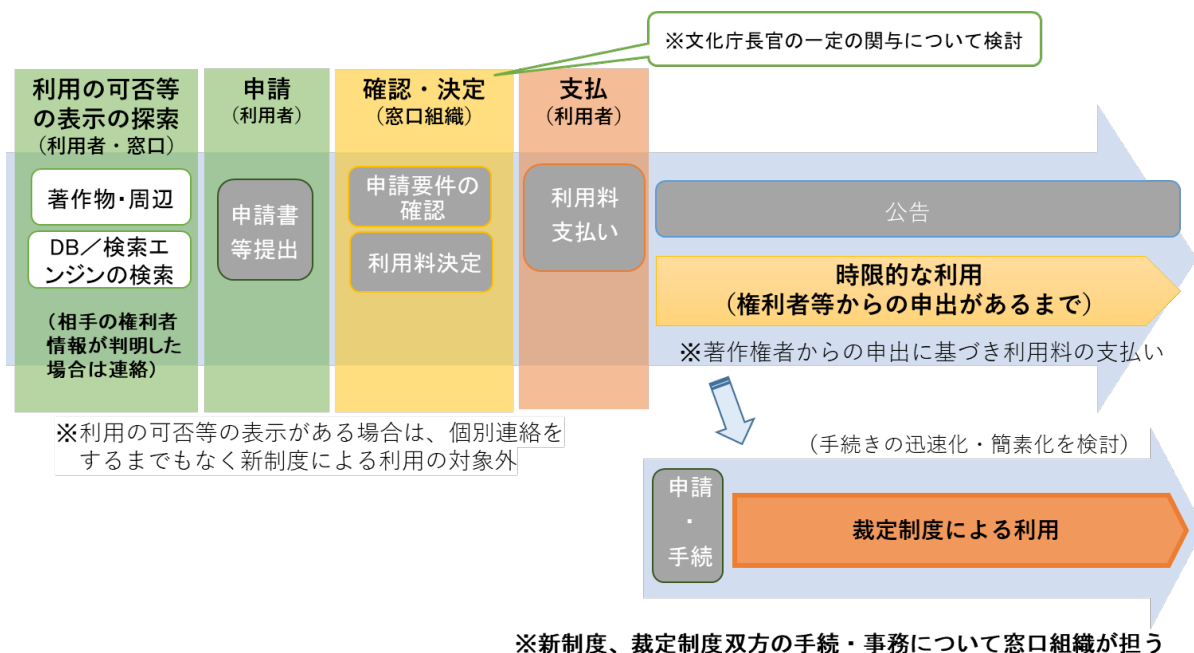 ※文化庁長官の一定の関与について検討
利用の可否等
の表示の探索
（利用者・窓口）
著作物・周辺
DB／検索エ
ンジンの検索
（相手の権利者
情報が判明した
場合は連絡）
申請
（利用者）
申請書
等提出
確認・決定
（窓口組織）
申請要件の
確認
利用料決定
支払
（利用者）
利用料
支払い
公告
時限的な利用
（権利者等からの申出があるまで）
※著作権者からの申出に基づき利用料の支払い
※利用の可否等の表示がある場合は、個別連絡を
するまでもなく新制度による利用の対象外
（手続きの迅速化・簡素化を検討）
申請
・
手続
裁定制度による利用
※新制度、裁定制度双方の手続・事務について窓口組織が担う